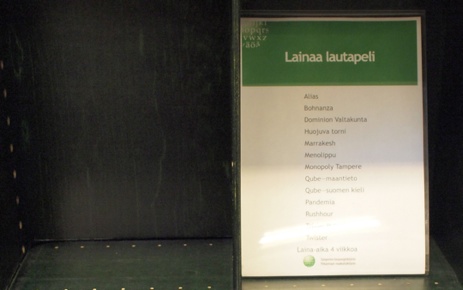 Lainaa lautapeli
Alias
Bohnanza
Dominion Valtakunta
Huojuva torni
Marrakesh
Menolippu
Monopoly Tampere
Qube -maantieto
Qube -suomen kieli
Pandemia
Rushhour
Laina-aika 4 viikkoa